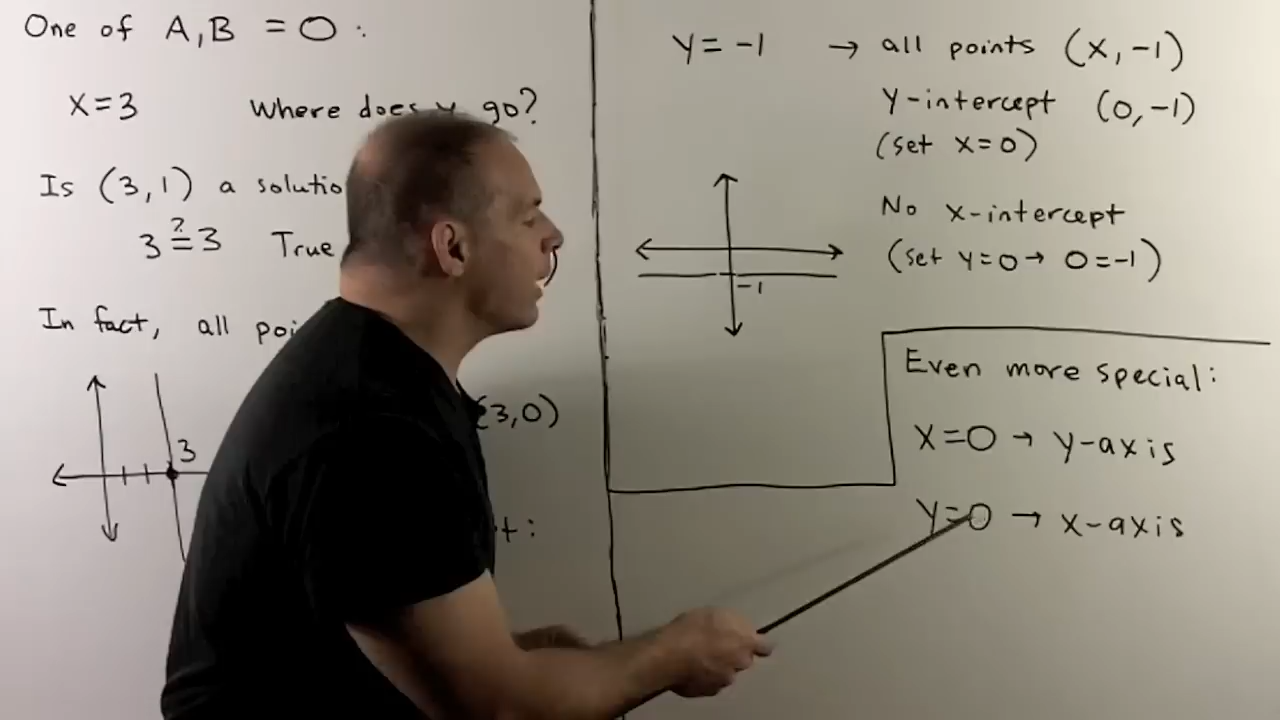 One of A,B = 0 :
x=3 Where does go?
Is (3,1) a
3 ?= 3 True
In fact, all
3
(3,0)
:
y = -1 → all points (x,-1)
y-intercept (0,-1)
(set x=0)
No x-intercept
(set y=0 → 0=-1)
-1
Even more special:
x=0 → y-axis
y=0 → x-axis